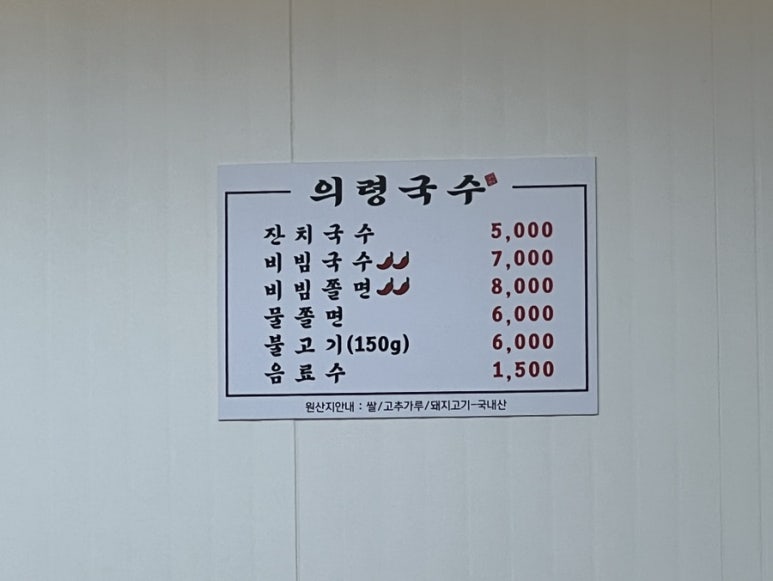 의령국수
잔치국수 5,000
비빔국수 7,000
비빔쫄면 8,000
물쫄면 6,000
불고기(150g) 6,000
음료수 1,500
원산지안내 : 쌀/고추가루/돼지고기-국내산